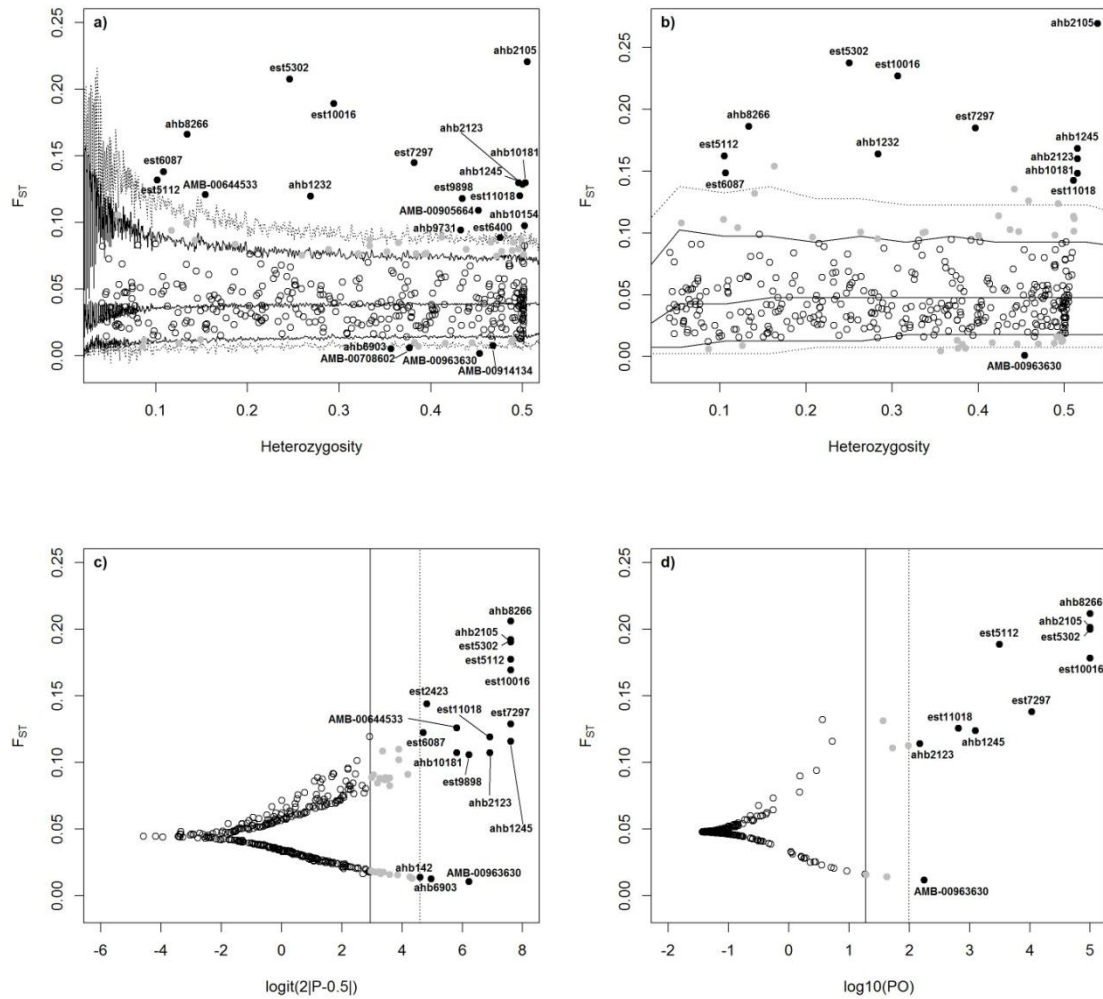 a)
ahb2105
est5302
est10016
ahb8266
ahb2123
est7297
ahb10181
est6087
ahb1245
est5112
AMB-00644533
est9898
ahb1232
est11018
AMB-00905664
ahb10154
ahb9731
est6400
ahb6903
AMB-00708602
AMB-00963630
AMB-00914134
0.00 0.05 0.10 0.15 0.20 0.25
FST
0.1 0.2 0.3 0.4 0.5
Heterozygosity
b)
ahb2105
est5302
est10016
ahb8266
est7297
est5112
ahb1232
ahb1245
ahb2123
ahb10181
est6087
est11018
AMB-00963630
0.00 0.05 0.10 0.15 0.20 0.25
FST
0.1 0.2 0.3 0.4 0.5
Heterozygosity
c)
ahb8266
ahb2105
est5302
est5112
est10016
est2423
est11018
est7297
AMB-00644533
est6087
ahb10181
est9898
ahb2123
ahb1245
ahb142
AMB-00963630
ahb6903
0.00 0.05 0.10 0.15 0.20 0.25
FST
-6 -4 -2 0 2 4 6 8
logit(2|P-0.5|)
d)
ahb8266
ahb2105
est5112
est5302
est10016
est7297
est11018
ahb2123
ahb1245
AMB-00963630
0.00 0.05 0.10 0.15 0.20 0.25
FST
-2 -1 0 1 2 3 4 5
log10(PO)